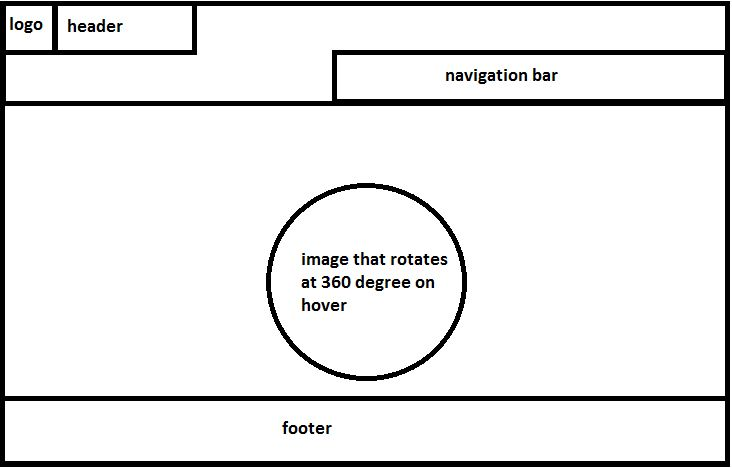 logo
header
navigation bar
image that rotates
at 360 degree on
hover
footer